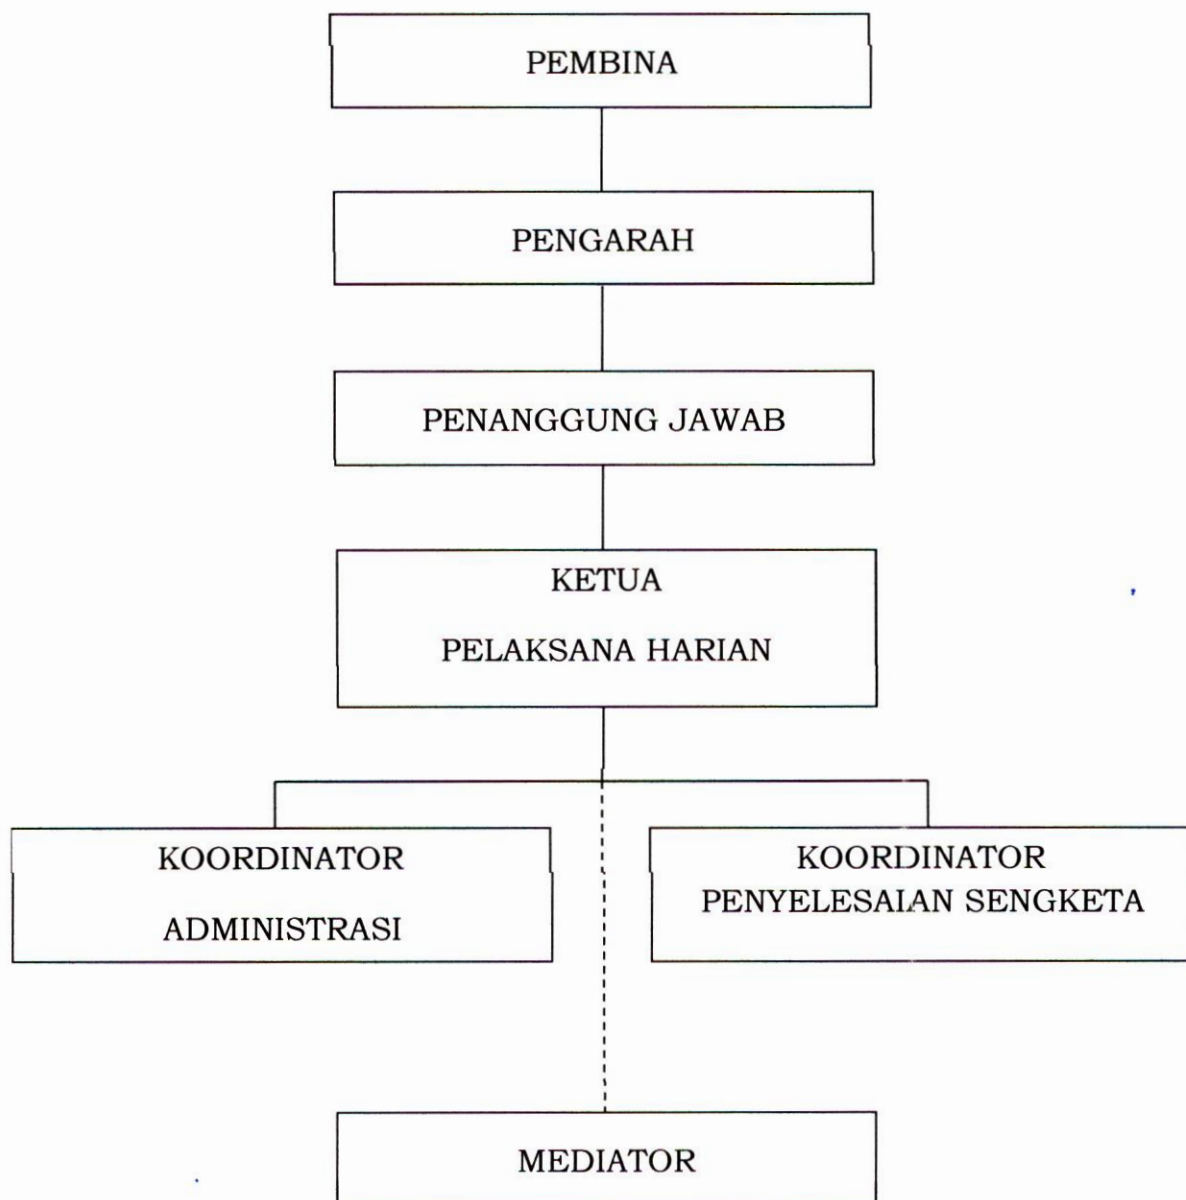 PEMBINA
PENGARAH
PENANGGUNG JAWAB
KETUA
PELAKSANA HARIAN
KOORDINATOR
ADMINISTRASI
KOORDINATOR
PENYELESAIAN SENGKETA
MEDIATOR